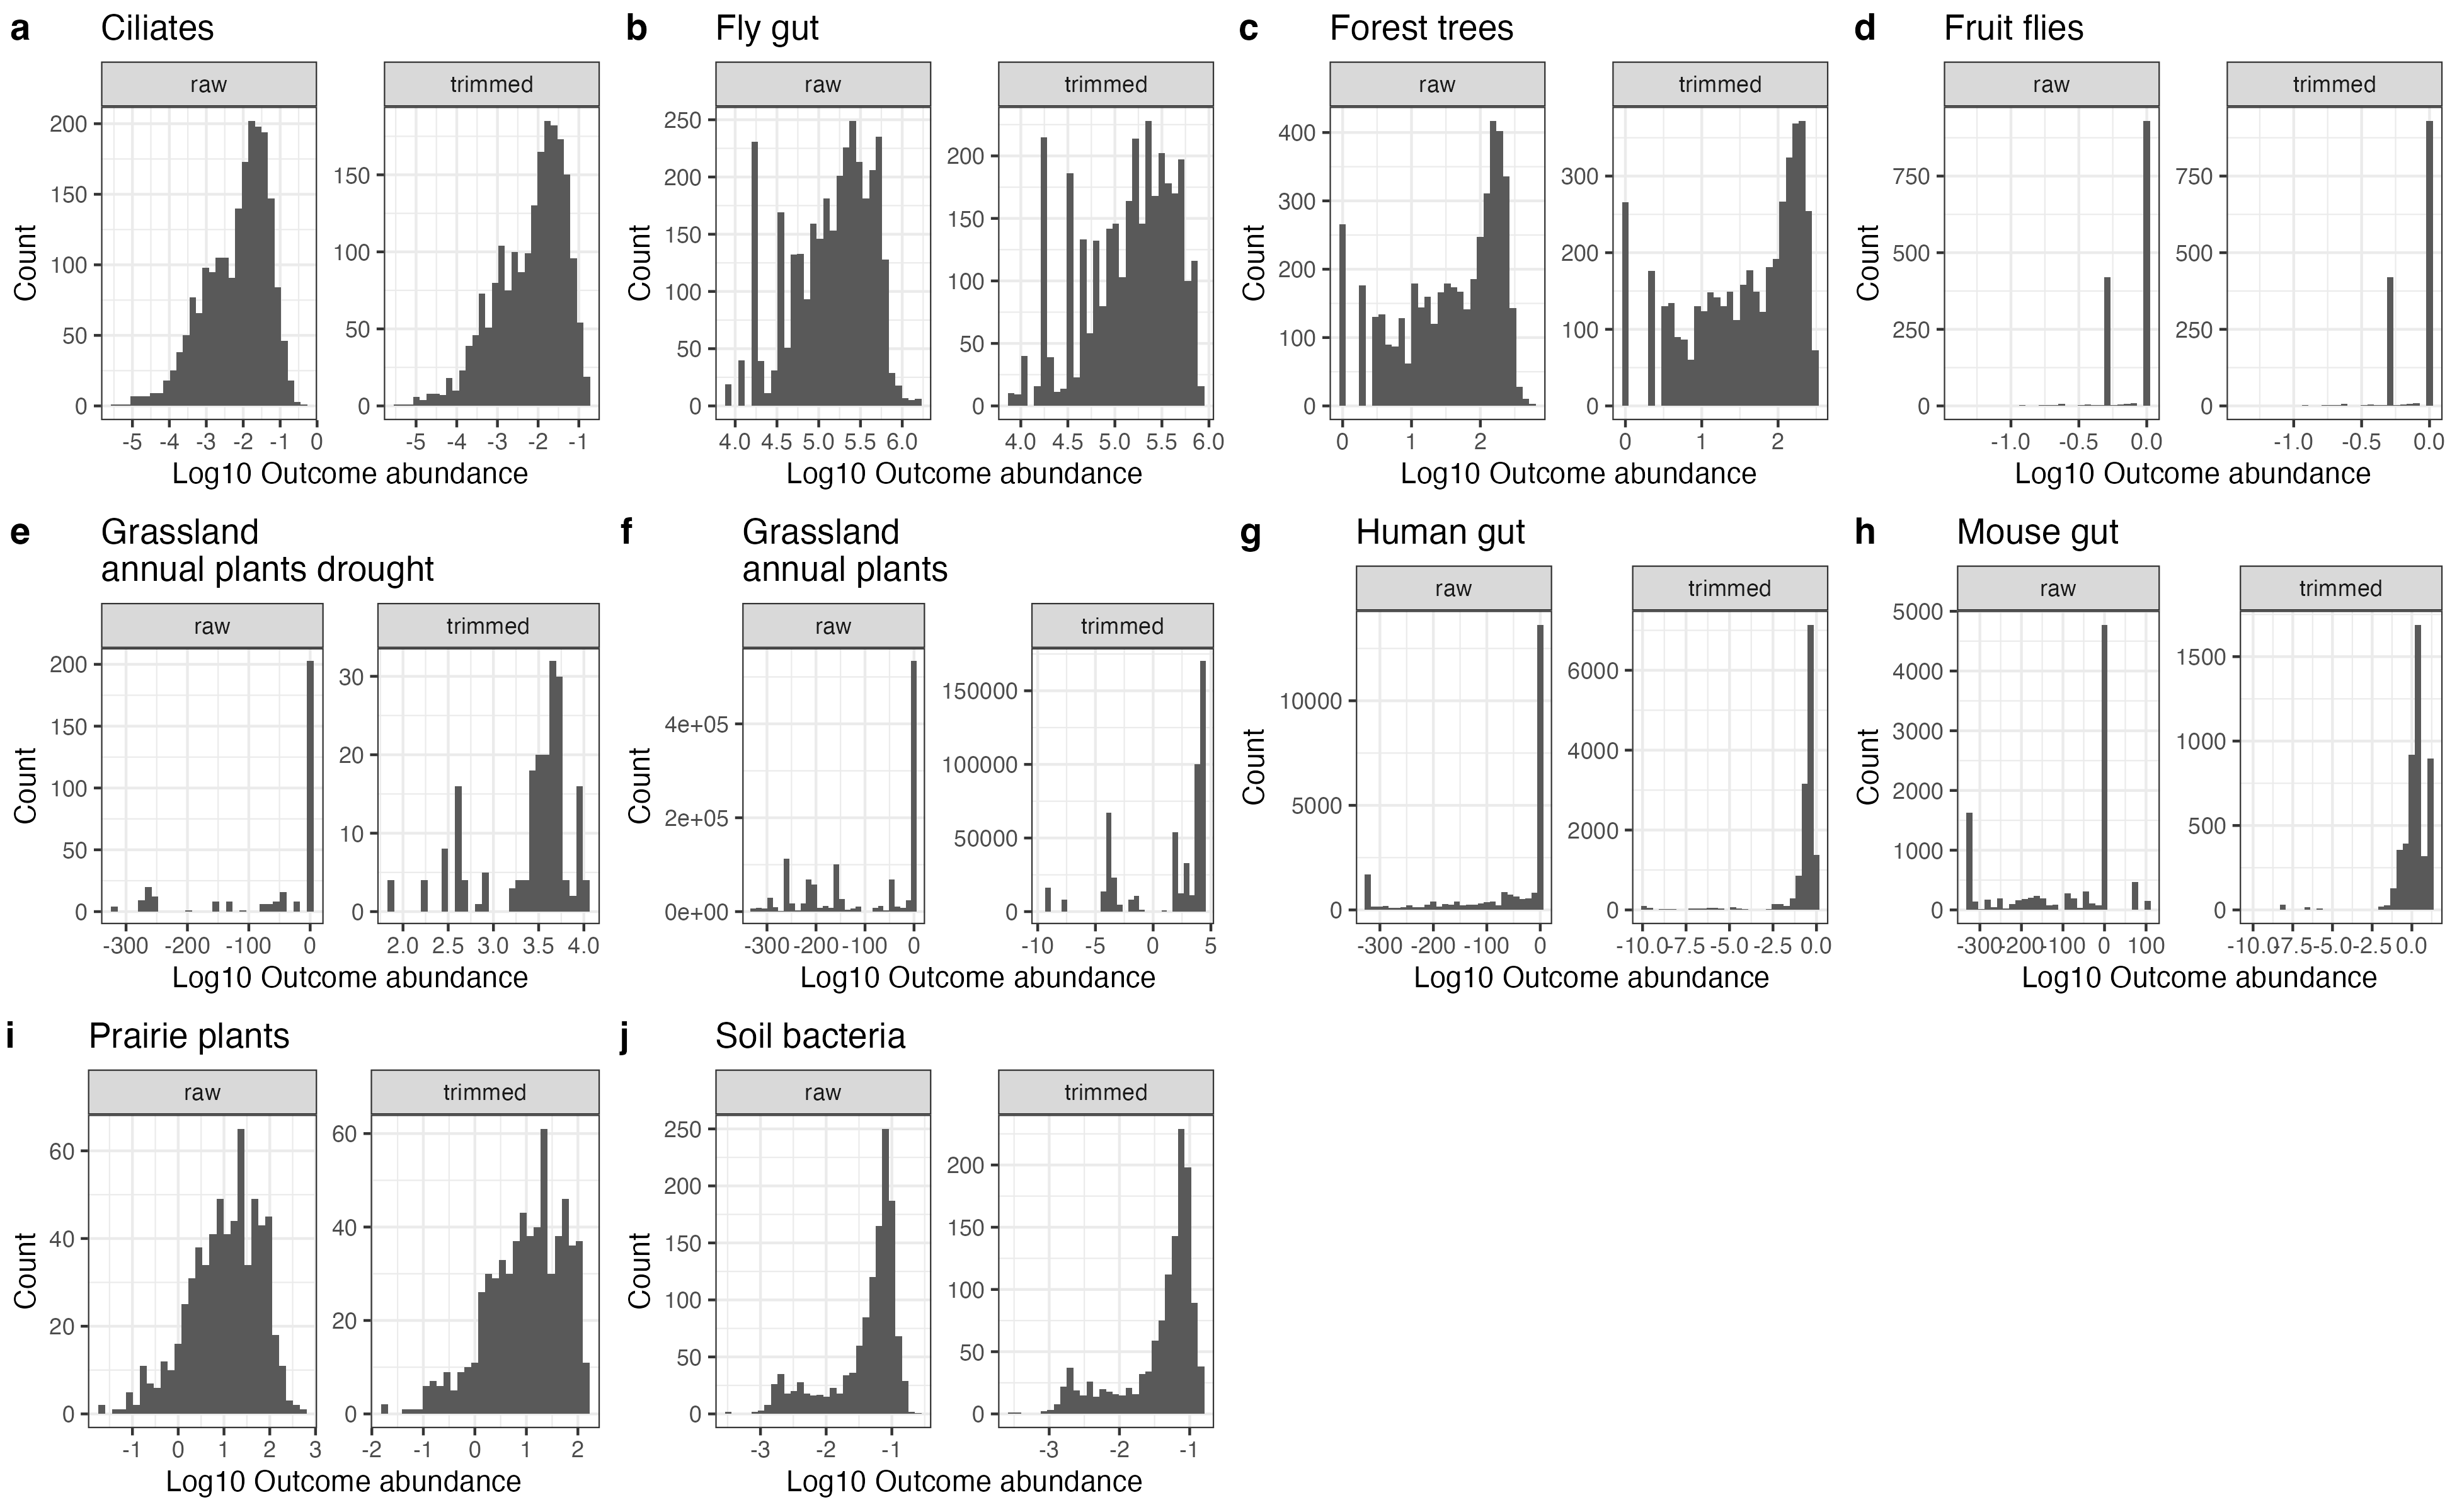 a Ciliates
raw trimmed
Count
200
150
100
50
0
150
100
50
0
-5 -4 -3 -2 -1 0
-5 -4 -3 -2 -1
Log10 Outcome abundance
b Fly gut
raw trimmed
Count
250
200
150
100
50
0
200
150
100
50
0
4.0 4.5 5.0 5.5 6.0
4.0 4.5 5.0 5.5 6.0
Log10 Outcome abundance
c Forest trees
raw trimmed
Count
400
300
200
100
0
300
200
100
0
0 1 2
0 1 2
Log10 Outcome abundance
d Fruit flies
raw trimmed
Count
750
500
250
0
750
500
250
0
-1.0 -0.5 0.0
-1.0 -0.5 0.0
Log10 Outcome abundance
e Grassland
annual plants drought
raw trimmed
Count
200
150
100
50
0
30
20
10
0
-300 -200 -100 0
2.0 2.5 3.0 3.5 4.0
Log10 Outcome abundance
f Grassland
annual plants
raw trimmed
Count
4e+05
2e+05
0e+00
150000
100000
50000
0
-300 -200 -100 0
-10 -5 0 5
Log10 Outcome abundance
g Human gut
raw trimmed
Count
10000
5000
0
6000
4000
2000
0
-300 -200 -100 0
-10.0 -7.5 -5.0 -2.5 0.0
Log10 Outcome abundance
h Mouse gut
raw trimmed
Count
5000
4000
3000
2000
1000
0
1500
1000
500
0
-300 -200 -100 0 100
-10.0 -7.5 -5.0 -2.5 0.0
Log10 Outcome abundance
i Prairie plants
raw trimmed
Count
60
40
20
0
60
40
20
0
-1 0 1 2 3
-2 -1 0 1 2
Log10 Outcome abundance
j Soil bacteria
raw trimmed
Count
250
200
150
100
50
0
200
150
100
50
0
-3 -2 -1
-3 -2 -1
Log10 Outcome abundance